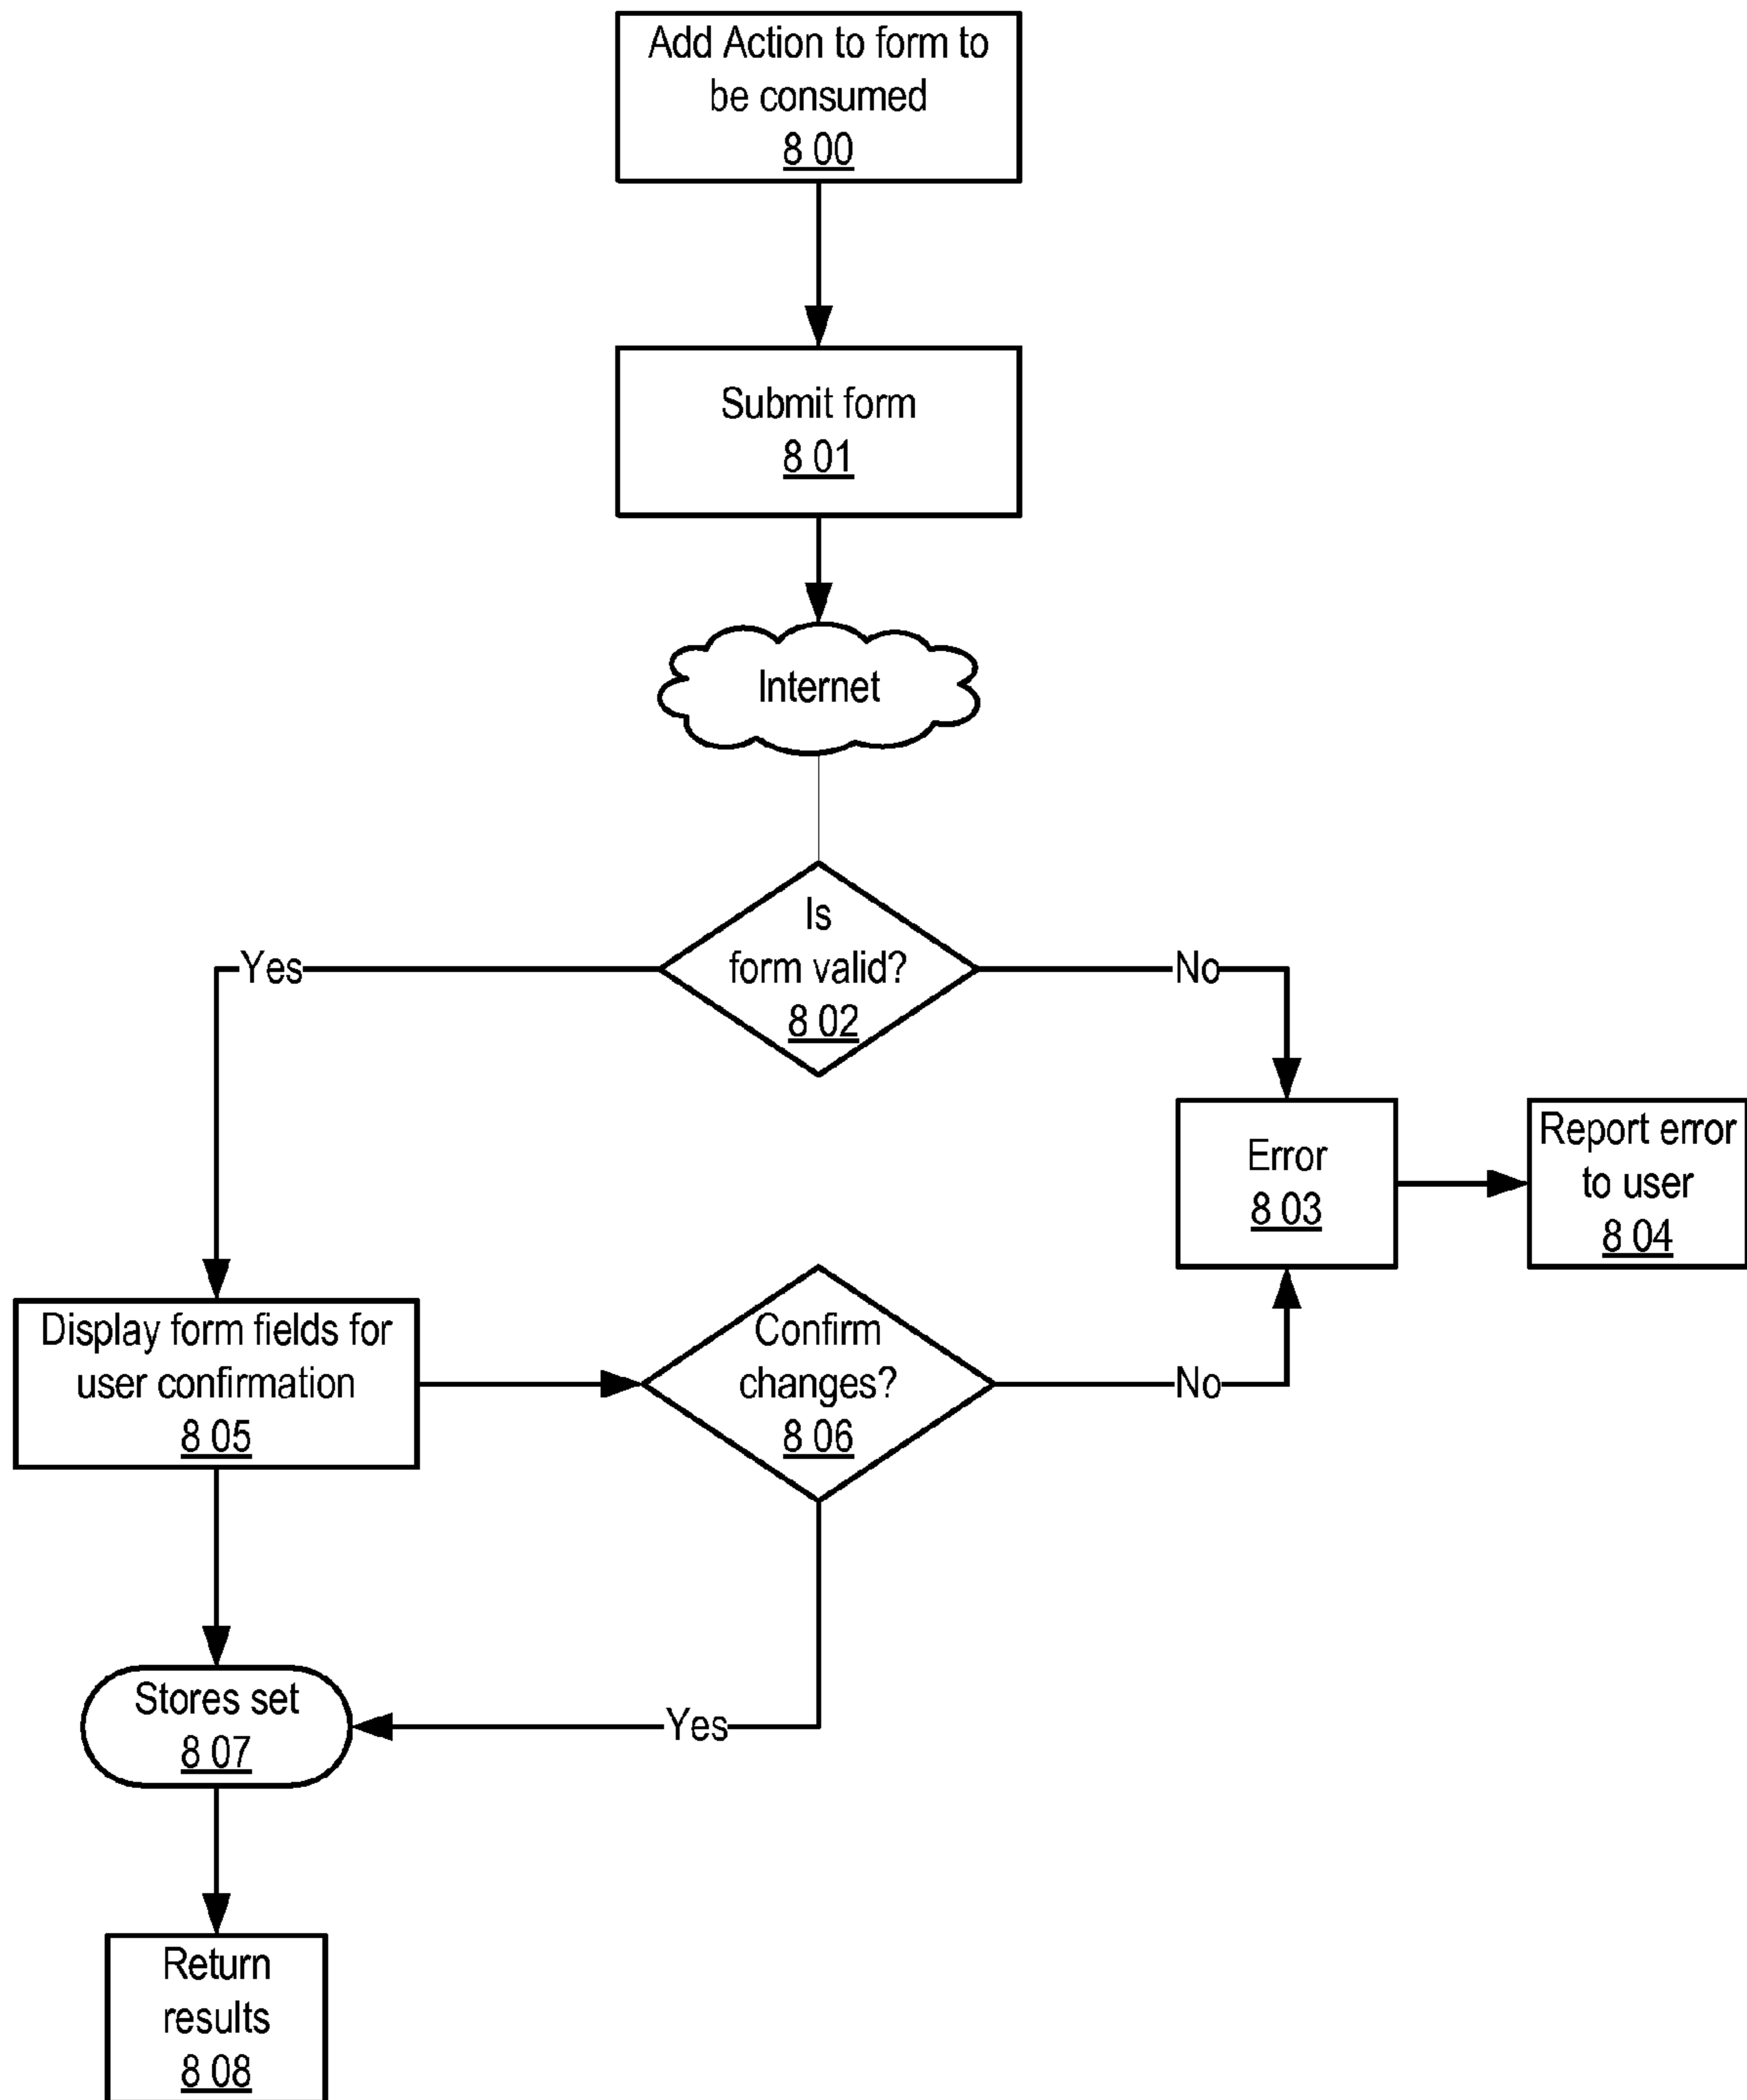 Add Action to form to
be consumed
8 00
Submit form
8 01
Internet
Is
form valid?
8 02
Yes
No
Error
8 03
Report error
to user
8 04
Display form fields for
user confirmation
8 05
Confirm
changes?
8 06
No
Stores set
8 07
Yes
Return
results
8 08